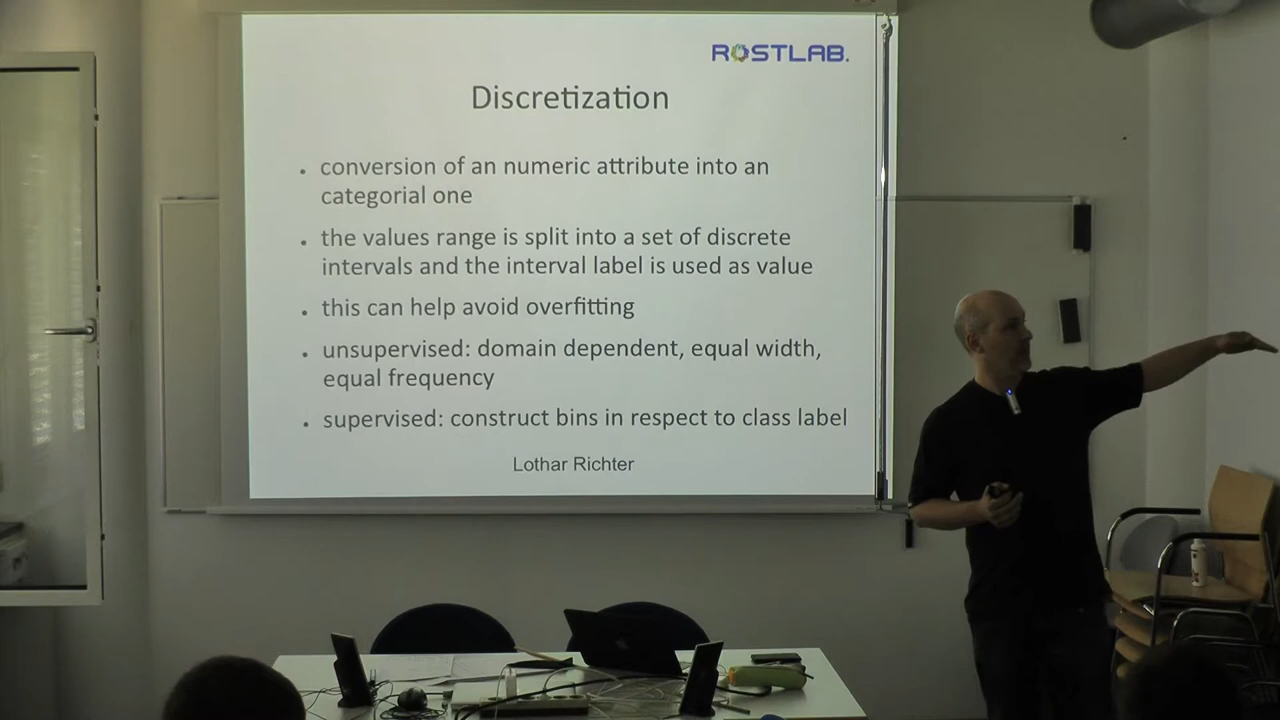 ROSTLAB.
Discretization
conversion of an numeric attribute into an
categorial one
the values range is split into a set of discrete
intervals and the interval label is used as value
this can help avoid overfitting
unsupervised: domain dependent, equal width,
equal frequency
supervised: construct bins in respect to class label
Lothar Richter